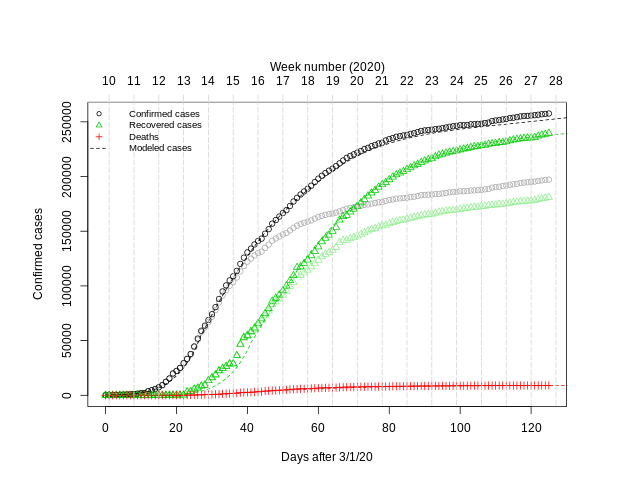 Week number (2020)
10 11 12 13 14 15 16 17 18 19 20 21 22 23 24 25 26 27 28
Confirmed cases
Recovered cases
Deaths
Modeled cases
Confirmed cases
250000
200000
150000
100000
50000
0
0 20 40 60 80 100 120
Days after 3/1/20